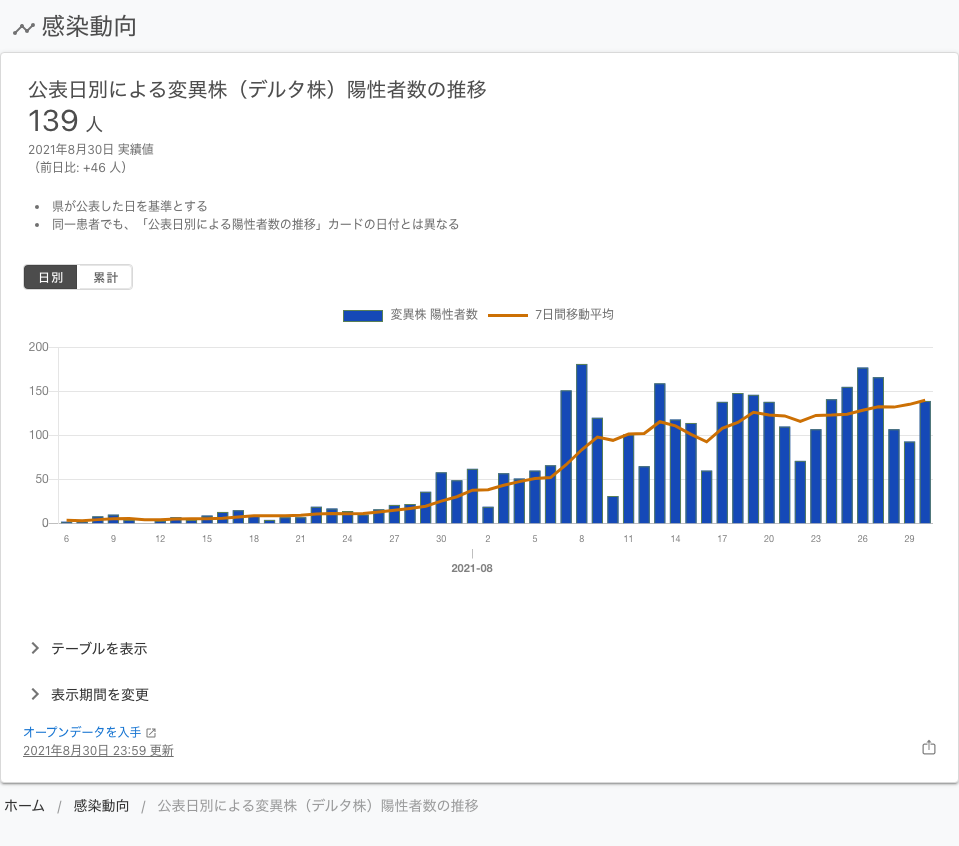 感染動向
公表日別による変異株（デルタ株）陽性者数の推移
139 人
2021年8月30日 実績値
（前日比: +46 人）
県が公表した日を基準とする
同一患者でも、「公表日別による陽性者数の推移」カードの日付とは異なる
日別 累計
変異株 陽性者数 7日間移動平均
200
150
100
50
0
6 9 12 15 18 21 24 27 30 2 5 8 11 14 17 20 23 26 29
2021-08
テーブルを表示
表示期間を変更
オープンデータを入手
2021年8月30日 23:59 更新
ホーム / 感染動向 / 公表日別による変異株（デルタ株）陽性者数の推移